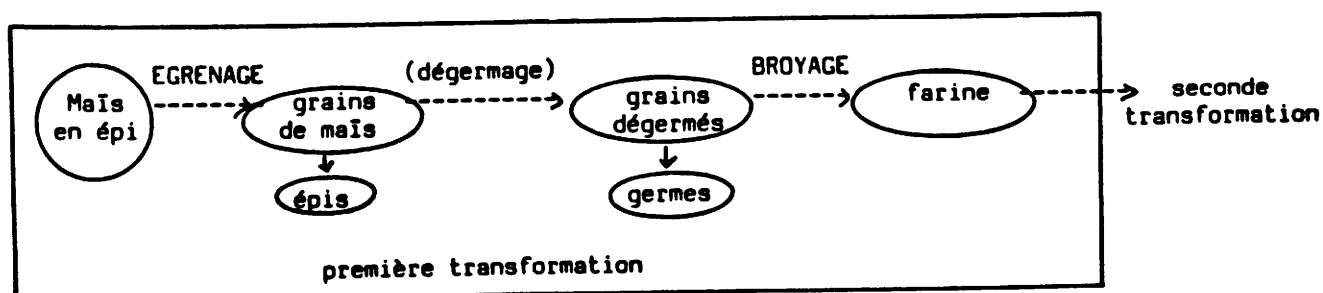 Maïs
en épi
EGRENAGE
grains
de maïs
épis
(dégermage)
grains
dégermés
germes
BROYAGE
farine
seconde
transformation
première transformation